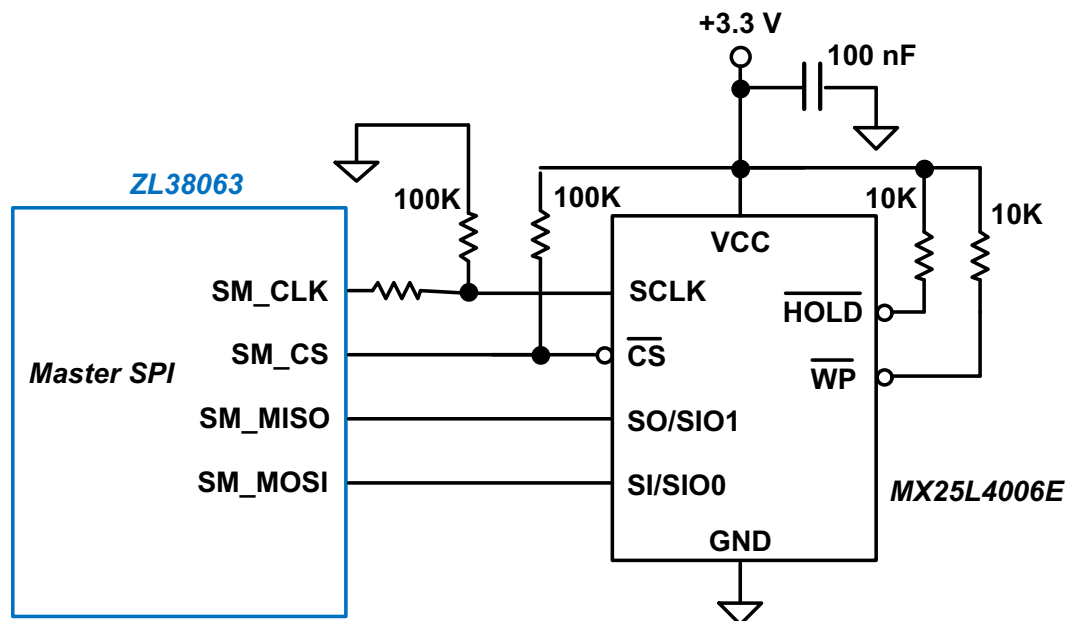 +3.3 V
100 nF
ZL38063
100K
100K
10K
10K
VCC
SM_CLK
SCLK
HOLD
SM_CS
CS
Master SPI
WP
SM_MISO
SO/SIO1
SM_MOSI
SI/SIO0
MX25L4006E
GND